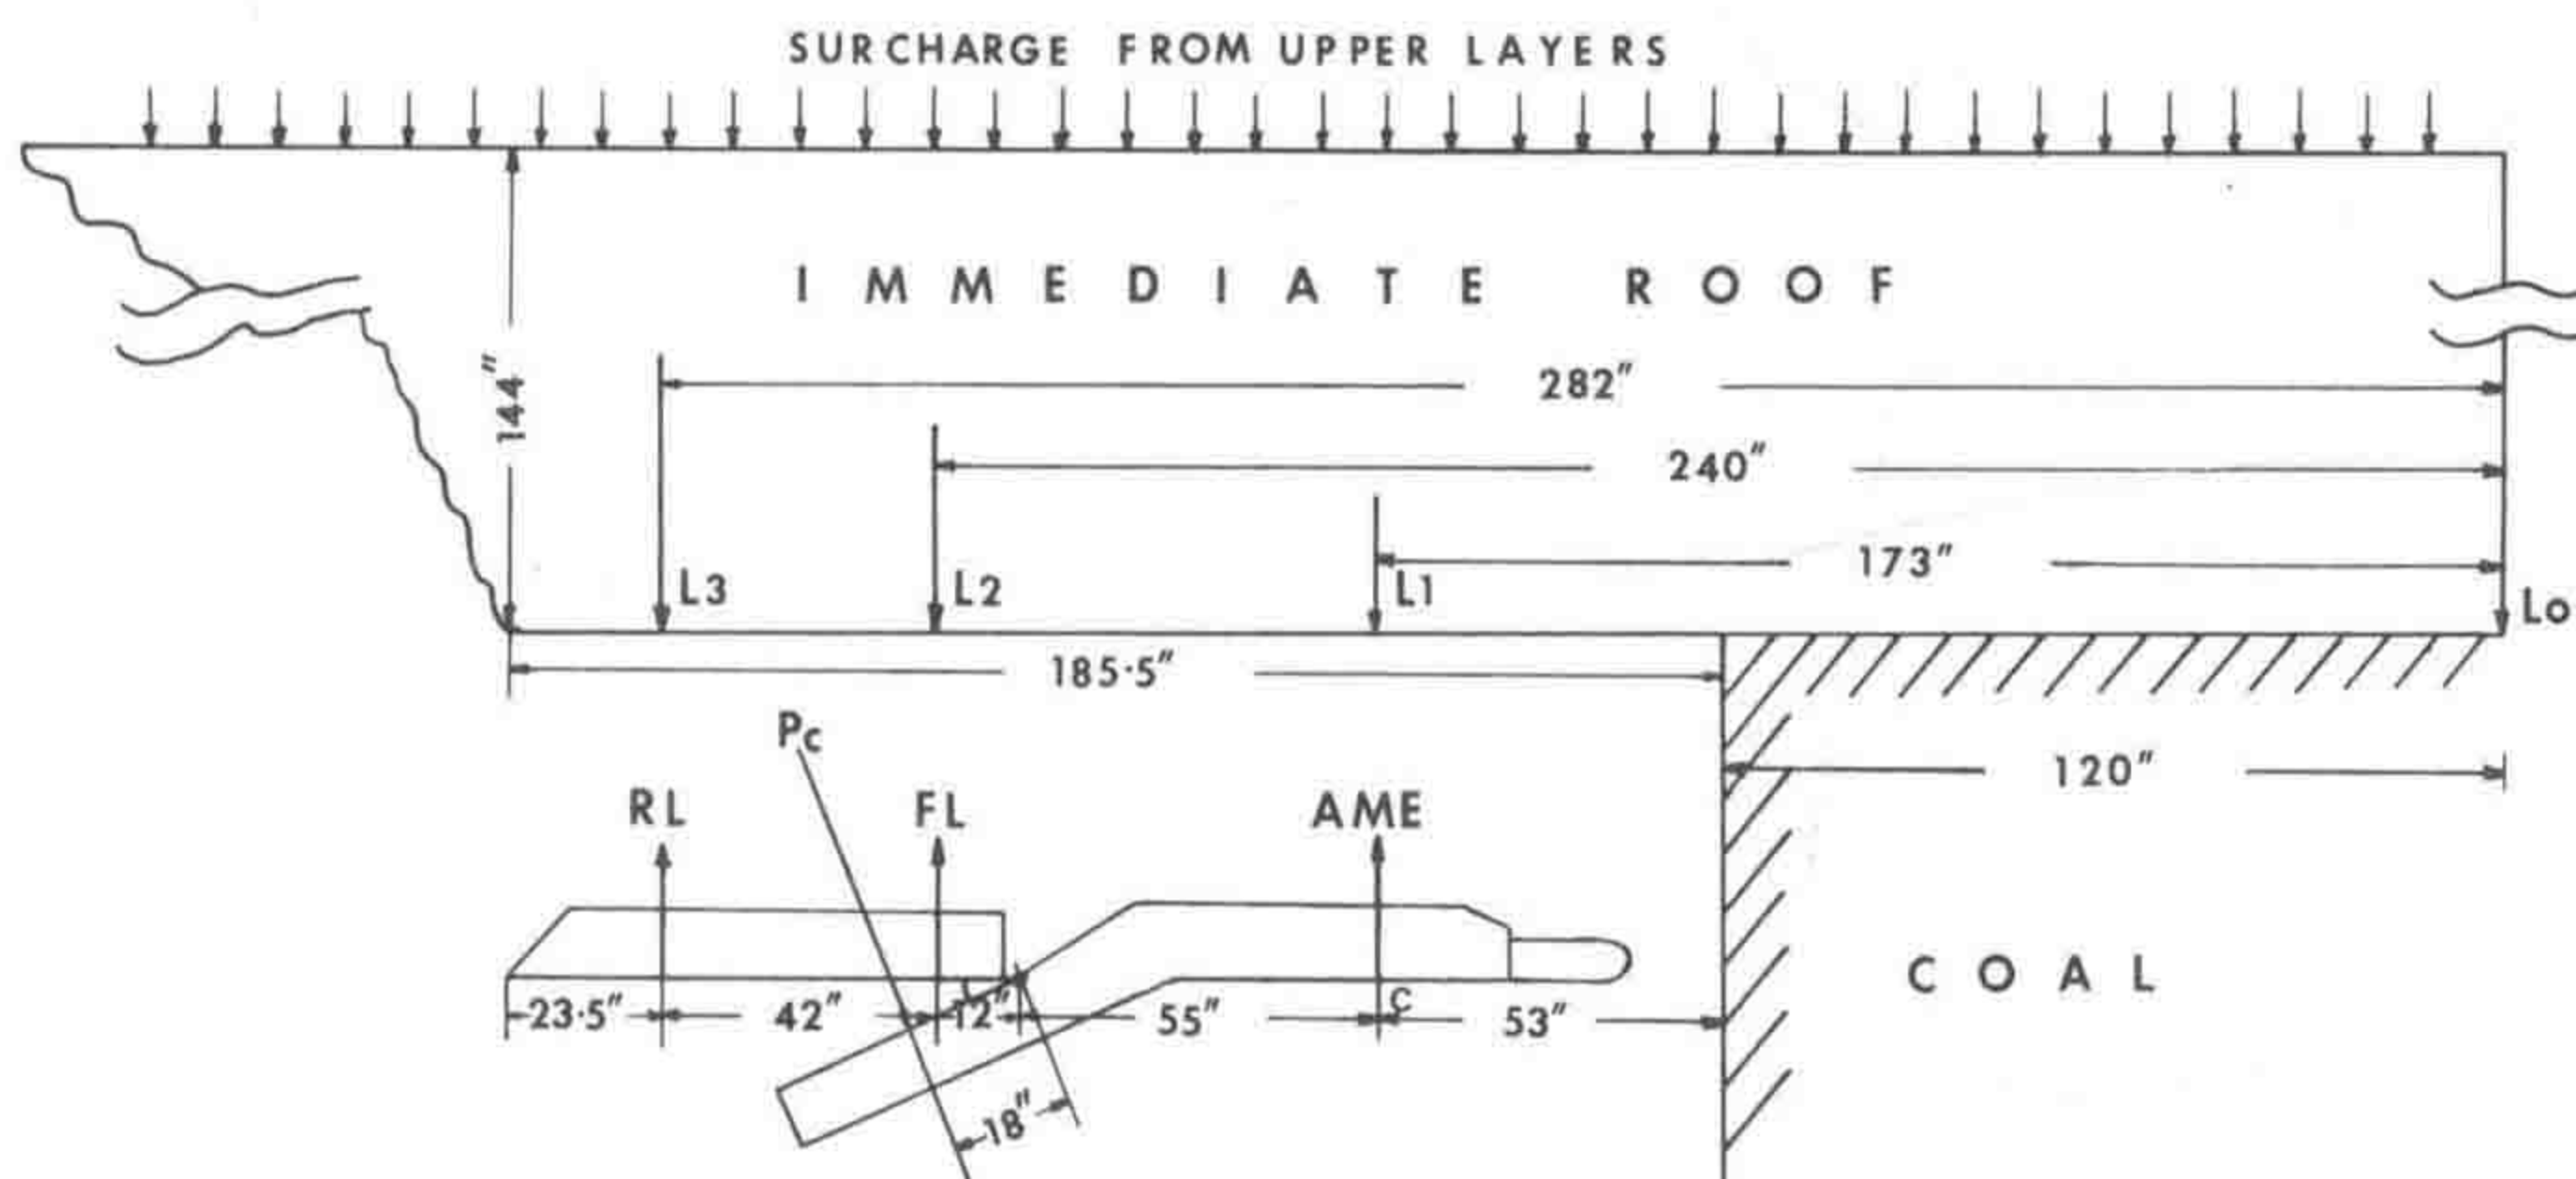 SURCHARGE FROM UPPER LAYERS
IMMEDIATE ROOF
144"
282"
240"
173"
L3
L2
L1
Lo
185·5"
Pc
120"
RL
FL
AME
COAL
C
23·5"
42"
12"
55"
53"
18"